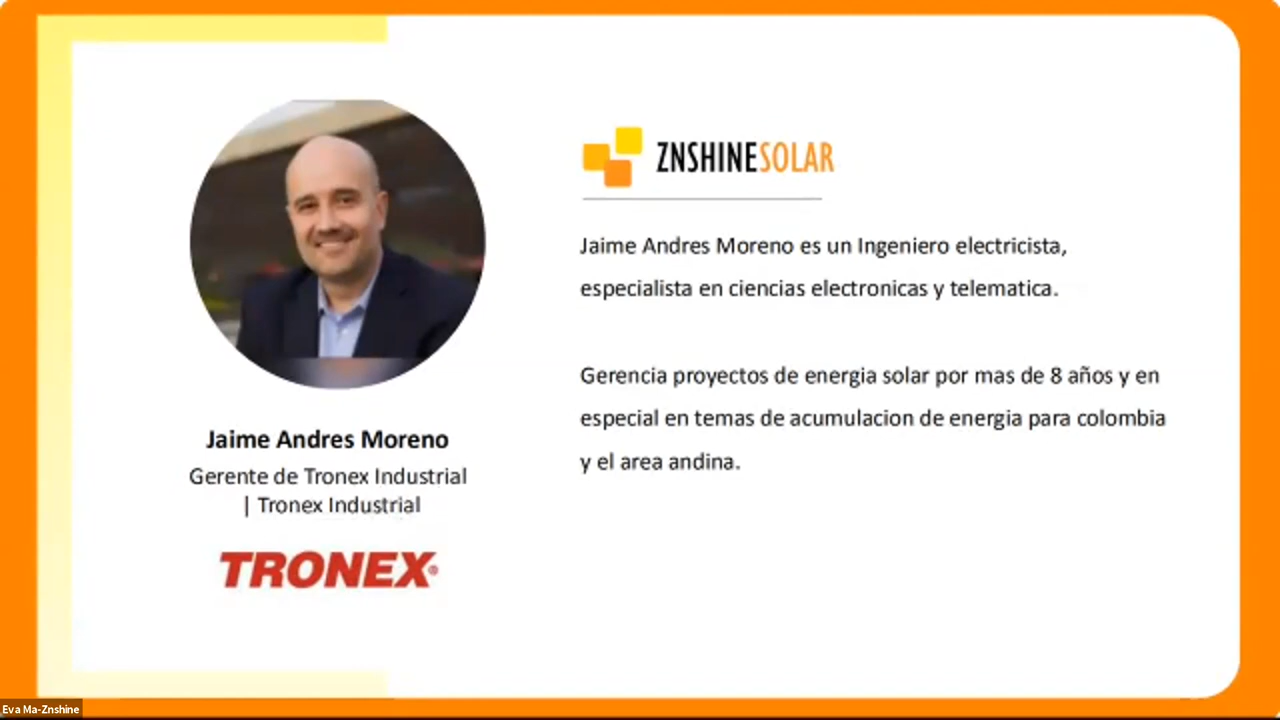 ZNSHINESOLAR
Jaime Andres Moreno es un Ingeniero electricista,
especialista en ciencias electronicas y telematica.
Gerencia proyectos de energia solar por mas de 8 años y en
especial en temas de acumulacion de energia para colombia
y el area andina.
Jaime Andres Moreno
Gerente de Tronex Industrial
| Tronex Industrial
TRONEX®
Eva Ma-Znshine